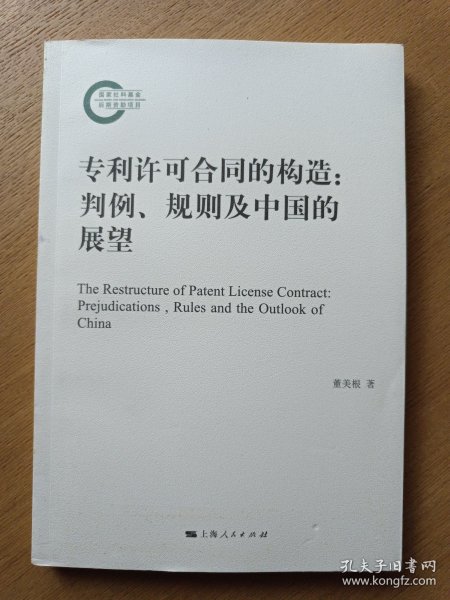 国家社科基金
后期资助项目
专利许可合同的构造：
判例、规则及中国的
展望
The Restructure of Patent License Contract:
Prejudications , Rules and the Outlook of
China
董美根 著
上海人民出版社
孔夫子旧书网
www.kongfz.com